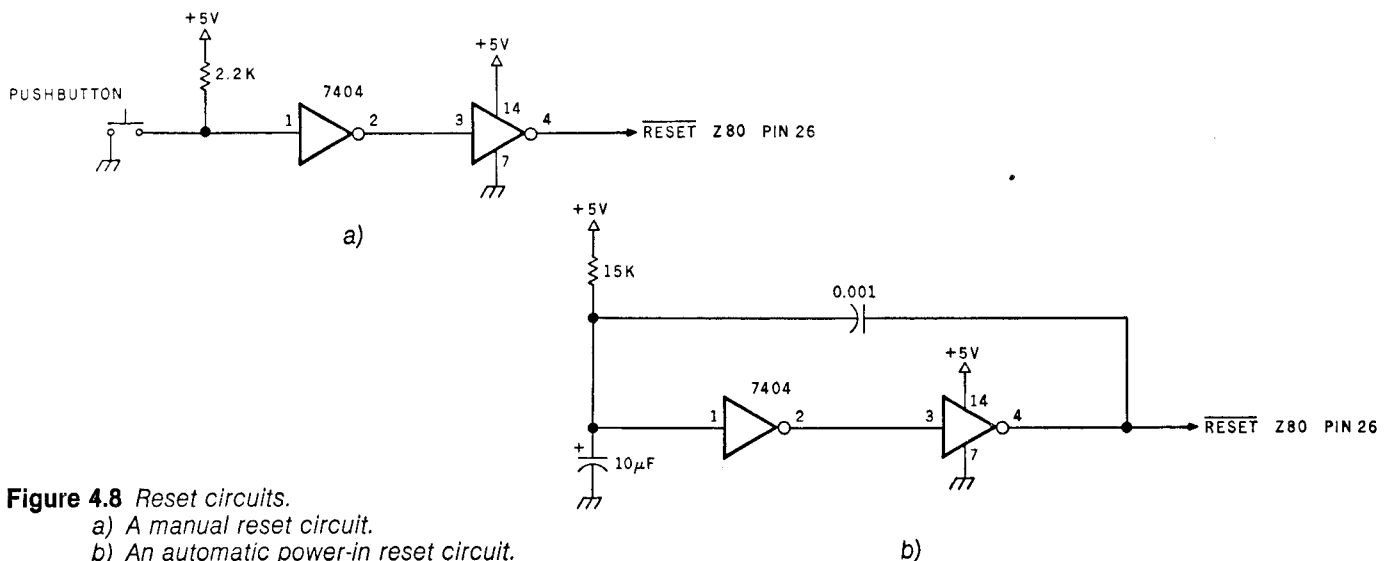 +5V
2.2K
PUSHBUTTON
7404
1
2
+5V
14
3
4
7
RESET Z80 PIN 26
a)
+5V
15K
0.001
7404
1
2
+5V
14
3
4
7
RESET Z80 PIN 26
+
10µF
b)
Figure 4.8 Reset circuits.
a) A manual reset circuit.
b) An automatic power-in reset circuit.